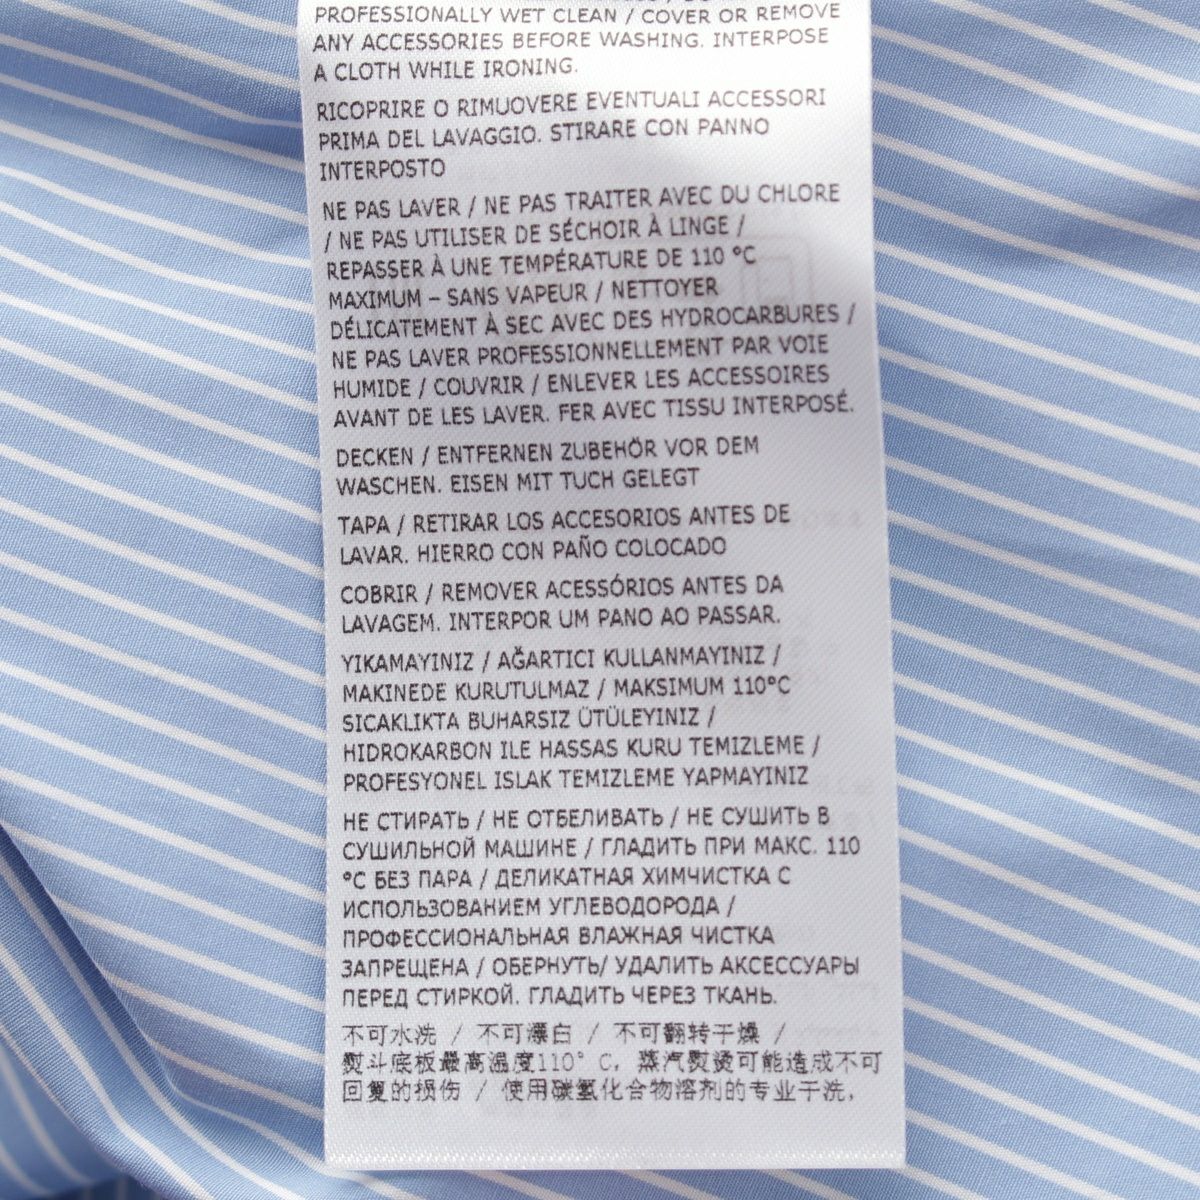 PROFESSIONALLY WET CLEAN / COVER OR REMOVE
ANY ACCESSORIES BEFORE WASHING. INTERPOSE
A CLOTH WHILE IRONING.
RICOPRIRE O RIMUOVERE EVENTUALI ACCESSORI
PRIMA DEL LAVAGGIO. STIRARE CON PANNO
INTERPOSTO
NE PAS LAVER / NE PAS TRAITER AVEC DU CHLORE
/ NE PAS UTILISER DE SÉCHOIR À LINGE /
REPASSER À UNE TEMPÉRATURE DE 110 °C
MAXIMUM – SANS VAPEUR / NETTOYER
DÉLICATEMENT À SEC AVEC DES HYDROCARBURES /
NE PAS LAVER PROFESSIONNELLEMENT PAR VOIE
HUMIDE / COUVRIR / ENLEVER LES ACCESSOIRES
AVANT DE LES LAVER. FER AVEC TISSU INTERPOSÉ.
DECKEN / ENTFERNEN ZUBEHÖR VOR DEM
WASCHEN. EISEN MIT TUCH GELEGT
TAPA / RETIRAR LOS ACCESORIOS ANTES DE
LAVAR. HIERRO CON PAÑO COLOCADO
COBRIR / REMOVER ACESSÓRIOS ANTES DA
LAVAGEM. INTERPOR UM PANO AO PASSAR.
YIKAMAYINIZ / AĞARTICI KULLANMAYINIZ /
MAKINEDE KURUTULMAZ / MAKSIMUM 110°C
SICAKLIKTA BUHARSIZ ÜTÜLEYINIZ /
HIDROKARBON ILE HASSAS KURU TEMIZLEME /
PROFESYONEL ISLAK TEMIZLEME YAPMAYINIZ
НЕ СТИРАТЬ / НЕ ОТБЕЛИВАТЬ / НЕ СУШИТЬ В
СУШИЛЬНОЙ МАШИНЕ / ГЛАДИТЬ ПРИ МАКС. 110
°C БЕЗ ПАРА / ДЕЛИКАТНАЯ ХИМЧИСТКА С
ИСПОЛЬЗОВАНИЕМ УГЛЕВОДОРОДА /
ПРОФЕССИОНАЛЬНАЯ ВЛАЖНАЯ ЧИСТКА
ЗАПРЕЩЕНА / ОБЕРНУТЬ/ УДАЛИТЬ АКСЕССУАРЫ
ПЕРЕД СТИРКОЙ. ГЛАДИТЬ ЧЕРЕЗ ТКАНЬ.
不可水洗 / 不可漂白 / 不可翻转干燥 /
熨斗底板最高温度110° C，蒸汽熨烫可能造成不可
回复的损伤 / 使用碳氢化合物溶剂的专业干洗，